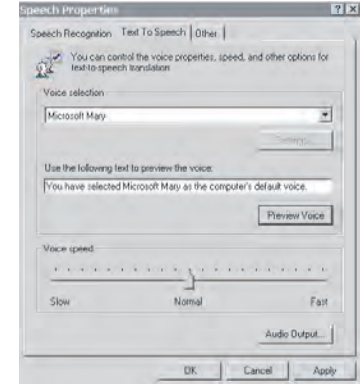 Speech Properties
Speech Recognition Text To Speech Other
You can control the voice properties, speed, and other options for
text-to-speech translation
Voice selection
Microsoft Mary
Settings...
Use the following text to preview the voice:
You have selected Microsoft Mary as the computer's default voice.
Preview Voice
Voice speed
Slow Normal Fast
Audio Output...
OK Cancel Apply